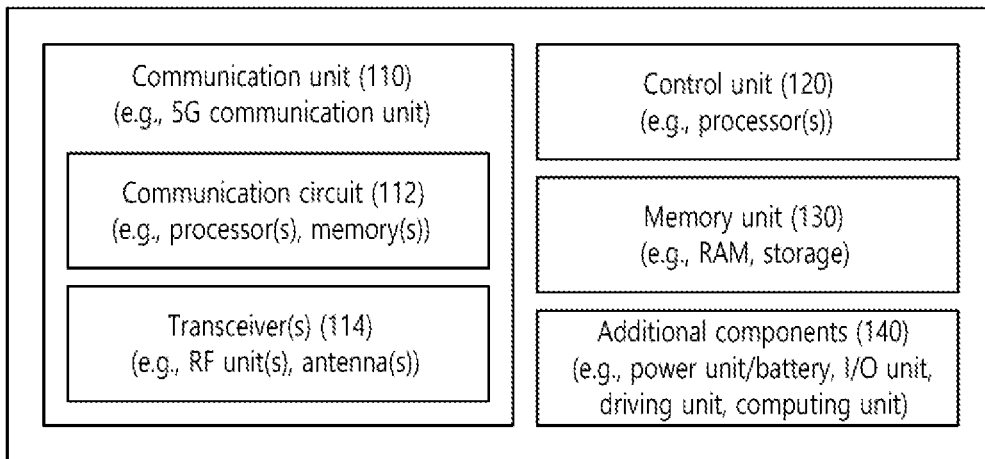 Communication unit (110)
(e.g., 5G communication unit)
Communication circuit (112)
(e.g., processor(s), memory(s))
Transceiver(s) (114)
(e.g., RF unit(s), antenna(s))
Control unit (120)
(e.g., processor(s))
Memory unit (130)
(e.g., RAM, storage)
Additional components (140)
(e.g., power unit/battery, I/O unit,
driving unit, computing unit)